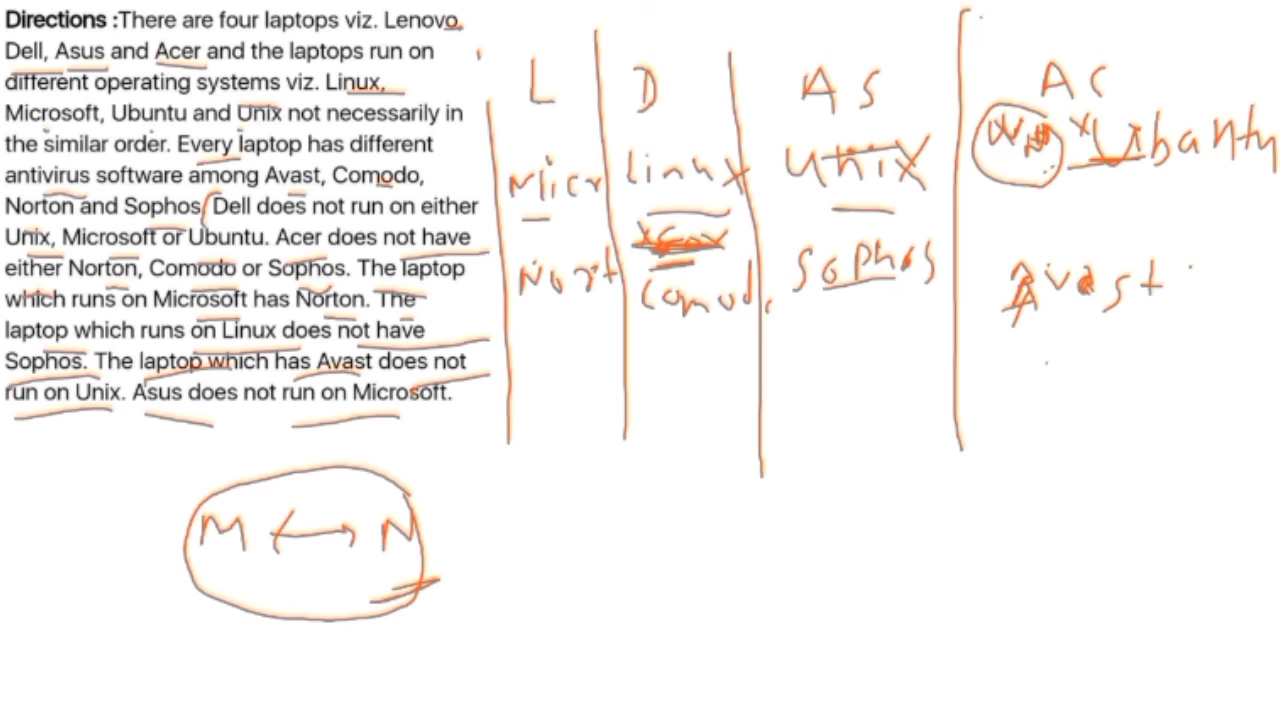 Directions :There are four laptops viz. Lenovo,
Dell, Asus and Acer and the laptops run on
different operating systems viz. Linux,
Microsoft, Ubuntu and Unix not necessarily in
the similar order. Every laptop has different
antivirus software among Avast, Comodo,
Norton and Sophos. Dell does not run on either
Unix, Microsoft or Ubuntu. Acer does not have
either Norton, Comodo or Sophos. The laptop
which runs on Microsoft has Norton. The
laptop which runs on Linux does not have
Sophos. The laptop which has Avast does not
run on Unix. Asus does not run on Microsoft.
L D AS AC
Micr Linux Unix Ubantu
Nort Comod Sophos Avast
M ↔ N